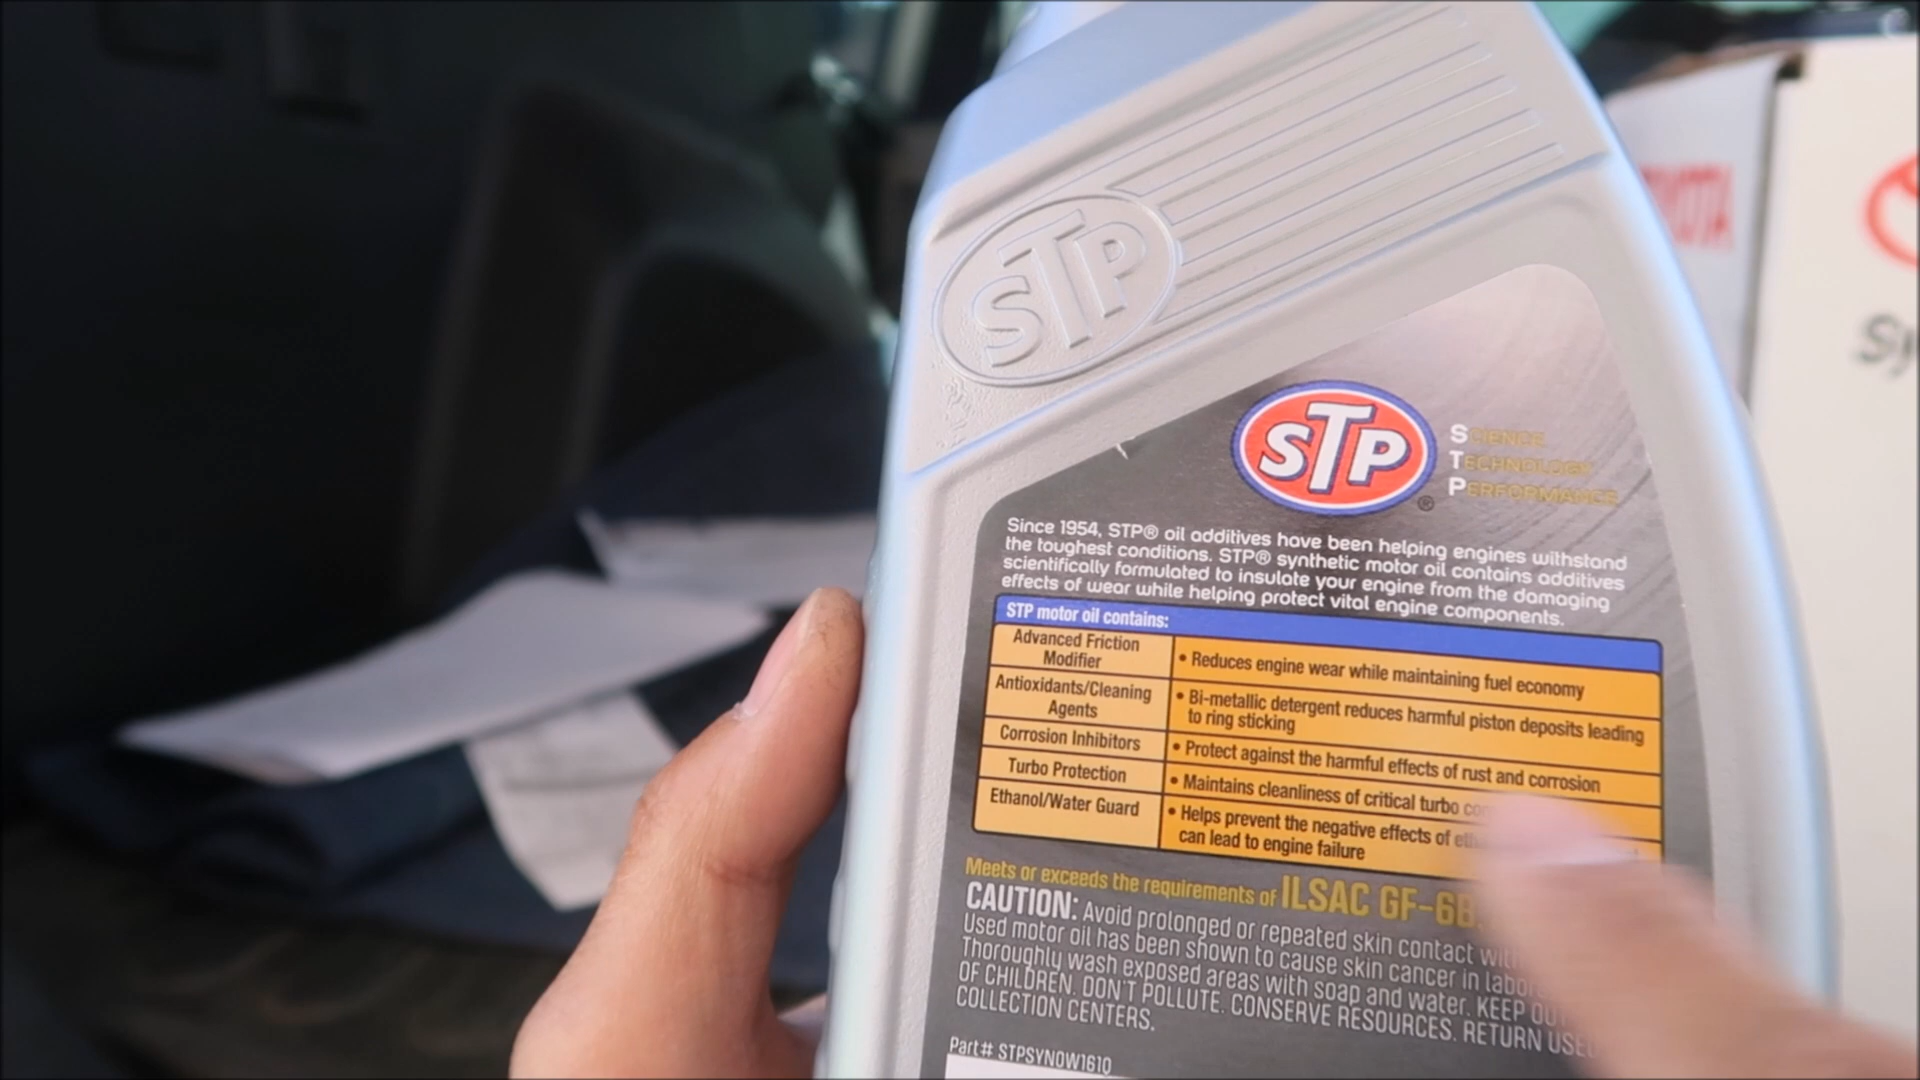 STP
STP
SCIENCE
TECHNOLOGY
PERFORMANCE
Since 1954, STP® oil additives have been helping engines withstand
the toughest conditions. STP® synthetic motor oil contains additives
scientifically formulated to insulate your engine from the damaging
effects of wear while helping protect vital engine components.
STP motor oil contains:
Advanced Friction
Modifier
• Reduces engine wear while maintaining fuel economy
Antioxidants/Cleaning
Agents
• Bi-metallic detergent reduces harmful piston deposits leading
to ring sticking
Corrosion Inhibitors
• Protect against the harmful effects of rust and corrosion
Turbo Protection
• Maintains cleanliness of critical turbo
Ethanol/Water Guard
• Helps prevent the negative effects of
can lead to engine failure
Meets or exceeds the requirements of ILSAC GF-6B
CAUTION: Avoid prolonged or repeated skin contact with
Used motor oil has been shown to cause skin cancer in
Thoroughly wash exposed areas with soap and water. KEEP
OF CHILDREN. DON'T POLLUTE. CONSERVE RESOURCES. RETURN
COLLECTION CENTERS.
Part# STPSYN0W161Q